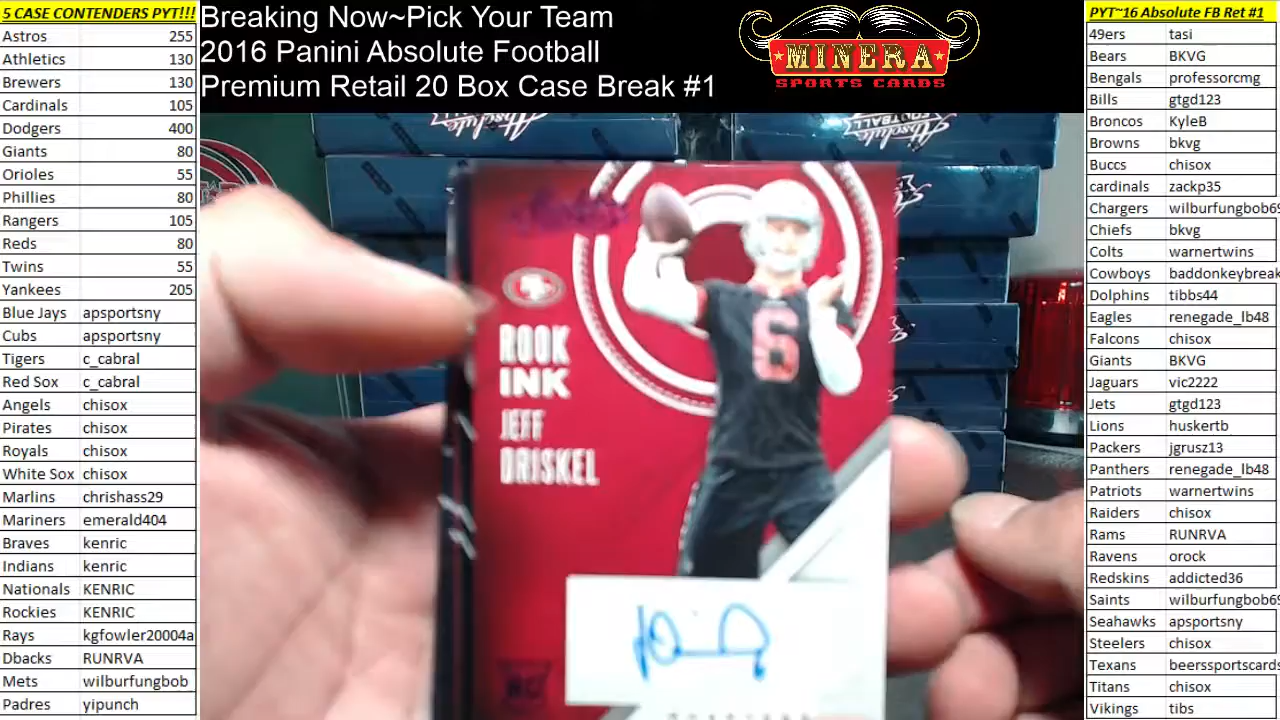 5 CASE CONTENDERS PYT!!!
Astros 255
Athletics 130
Brewers 130
Cardinals 105
Dodgers 400
Giants 80
Orioles 55
Phillies 80
Rangers 105
Reds 80
Twins 55
Yankees 205
Blue Jays apsportsny
Cubs apsportsny
Tigers c_cabral
Red Sox c_cabral
Angels chisox
Pirates chisox
Royals chisox
White Sox chisox
Marlins chrishass29
Mariners emerald404
Braves kenric
Indians kenric
Nationals KENRIC
Rockies KENRIC
Rays kgfowler20004a
Dbacks RUNRVA
Mets wilburfungbob
Padres yipunch
Breaking Now~Pick Your Team
2016 Panini Absolute Football
Premium Retail 20 Box Case Break #1
MINERA
SPORTS CARDS
ROOK
INK
JEFF
DRISKEL
6
PYT~16 Absolute FB Ret #1
49ers tasi
Bears BKVG
Bengals professorcmg
Bills gtgd123
Broncos KyleB
Browns bkvg
Buccs chisox
cardinals zackp35
Chargers wilburfungbob69
Chiefs bkvg
Colts warnertwins
Cowboys baddonkeybreak
Dolphins tibbs44
Eagles renegade_lb48
Falcons chisox
Giants BKVG
Jaguars vic2222
Jets gtgd123
Lions huskertb
Packers jgrusz13
Panthers renegade_lb48
Patriots warnertwins
Raiders chisox
Rams RUNRVA
Ravens orock
Redskins addicted36
Saints wilburfungbob69
Seahawks apsportsny
Steelers chisox
Texans beerssportscards
Titans chisox
Vikings tibs